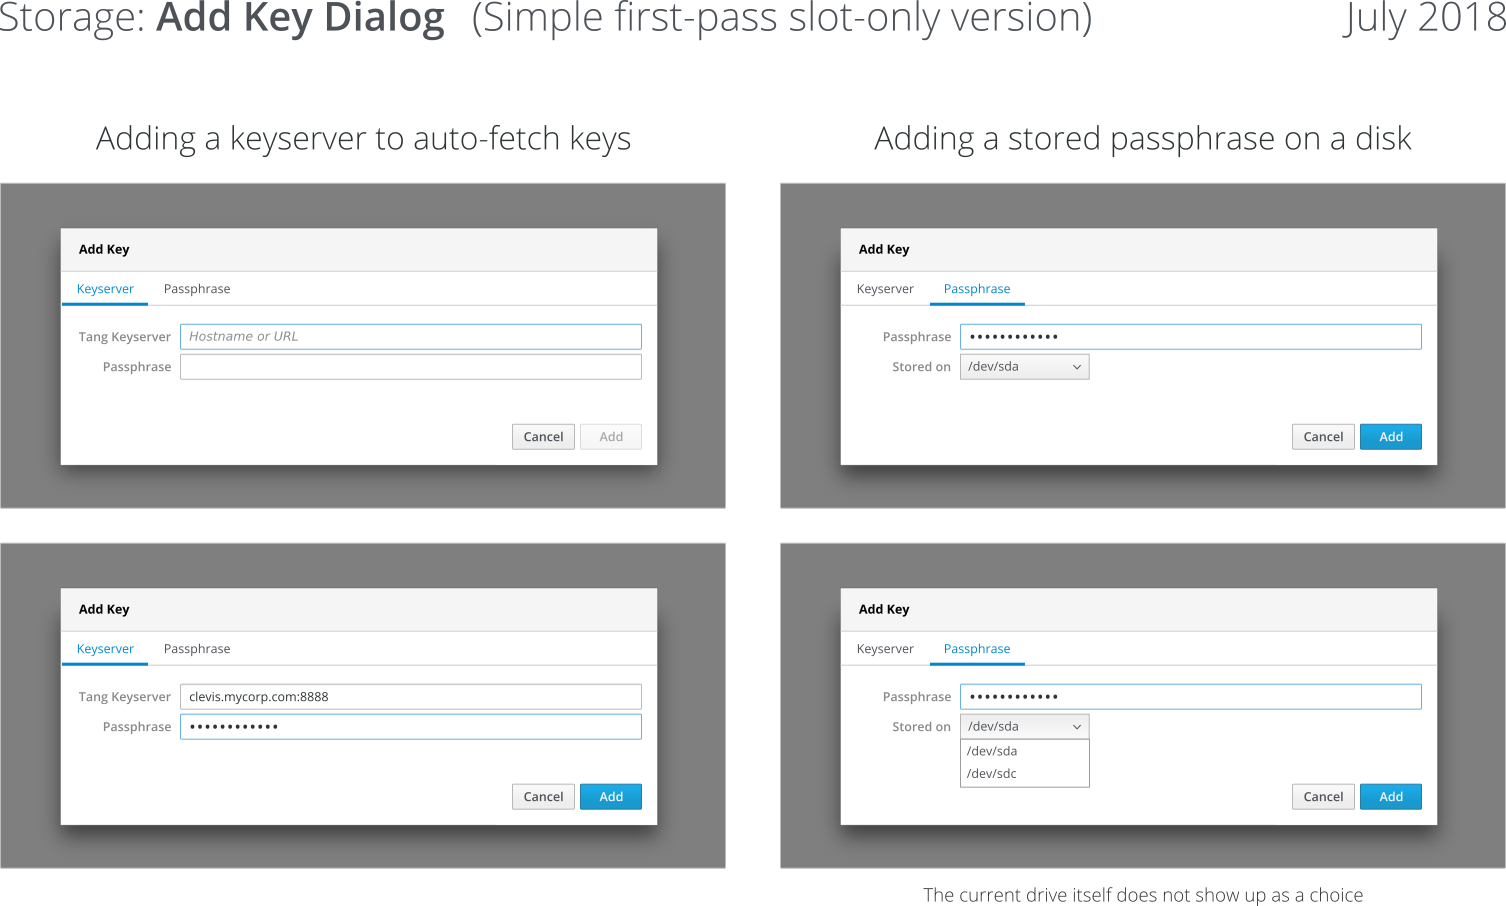 Storage: Add Key Dialog (Simple first-pass slot-only version) July 2018
Adding a keyserver to auto-fetch keys
Add Key
Keyserver Passphrase
Tang Keyserver Hostname or URL
Passphrase
Cancel Add
Add Key
Keyserver Passphrase
Tang Keyserver clevis.mycorp.com:8888
Passphrase ••••••••••••
Cancel Add
Adding a stored passphrase on a disk
Add Key
Keyserver Passphrase
Passphrase ••••••••••••
Stored on /dev/sda
Cancel Add
Add Key
Keyserver Passphrase
Passphrase ••••••••••••
Stored on /dev/sda
/dev/sda
/dev/sdc
Cancel Add
The current drive itself does not show up as a choice